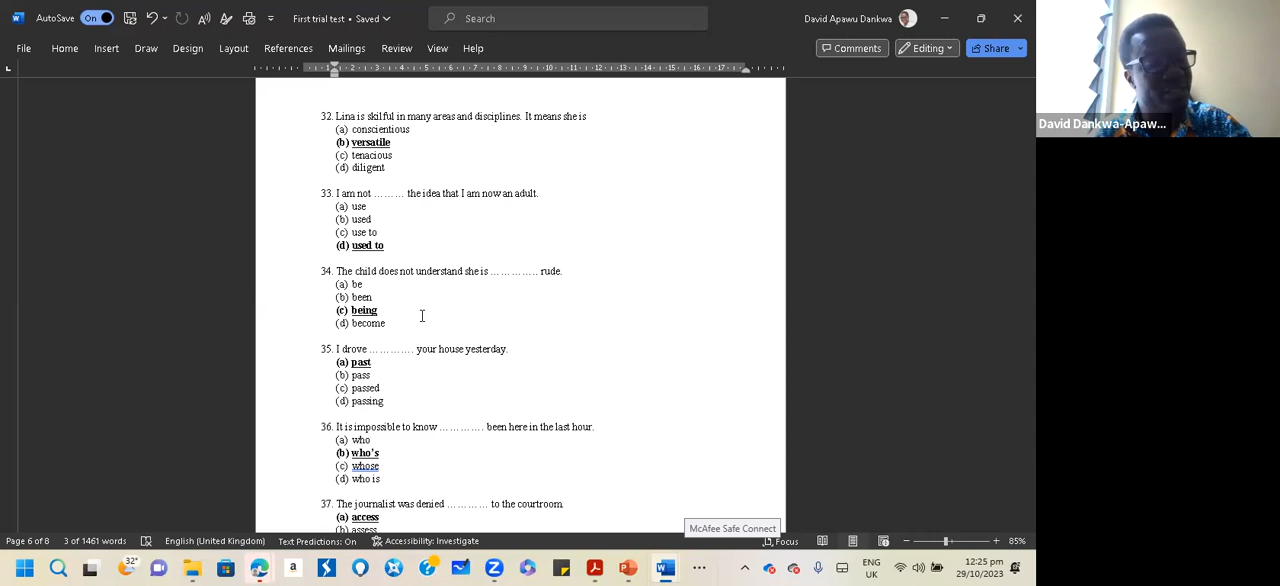 AutoSave
On
First trial test • Saved
Search
David Apawu Dankwa
File Home Insert Draw Design Layout References Mailings Review View Help
Comments Editing Share
32. Lina is skilful in many areas and disciplines. It means she is
(a) conscientious
(b) versatile
(c) tenacious
(d) diligent
33. I am not ……… the idea that I am now an adult.
(a) use
(b) used
(c) use to
(d) used to
34. The child does not understand she is ………….. rude.
(a) be
(b) been
(c) being
(d) become
35. I drove …………. your house yesterday.
(a) past
(b) pass
(c) passed
(d) passing
36. It is impossible to know …………. been here in the last hour.
(a) who
(b) who's
(c) whose
(d) who is
37. The journalist was denied ………… to the courtroom
(a) access
(b) assess
David Dankwa-Apaw...
McAfee Safe Connect
Page 6 of 8 3 of 1461 words English (United Kingdom) Text Predictions: On Accessibility: Investigate Focus 85%
32°
ENG
UK
12:25 pm
29/10/2023